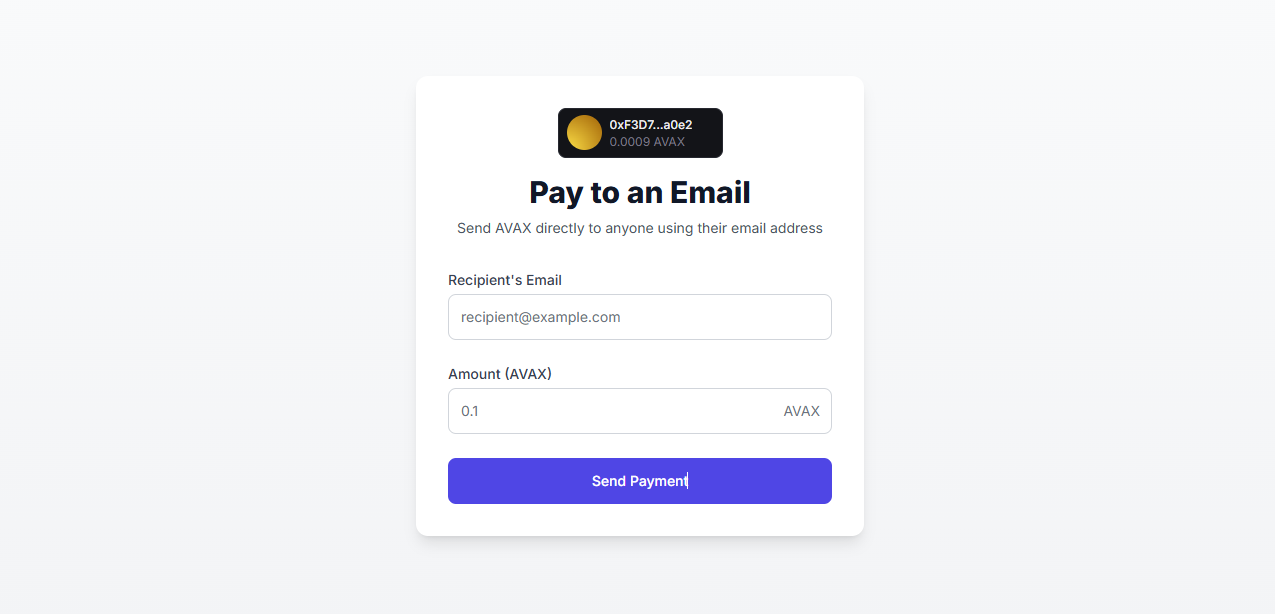 0xF3D7...a0e2
0.0009 AVAX
Pay to an Email
Send AVAX directly to anyone using their email address
Recipient's Email
recipient@example.com
Amount (AVAX)
0.1 AVAX
Send Payment